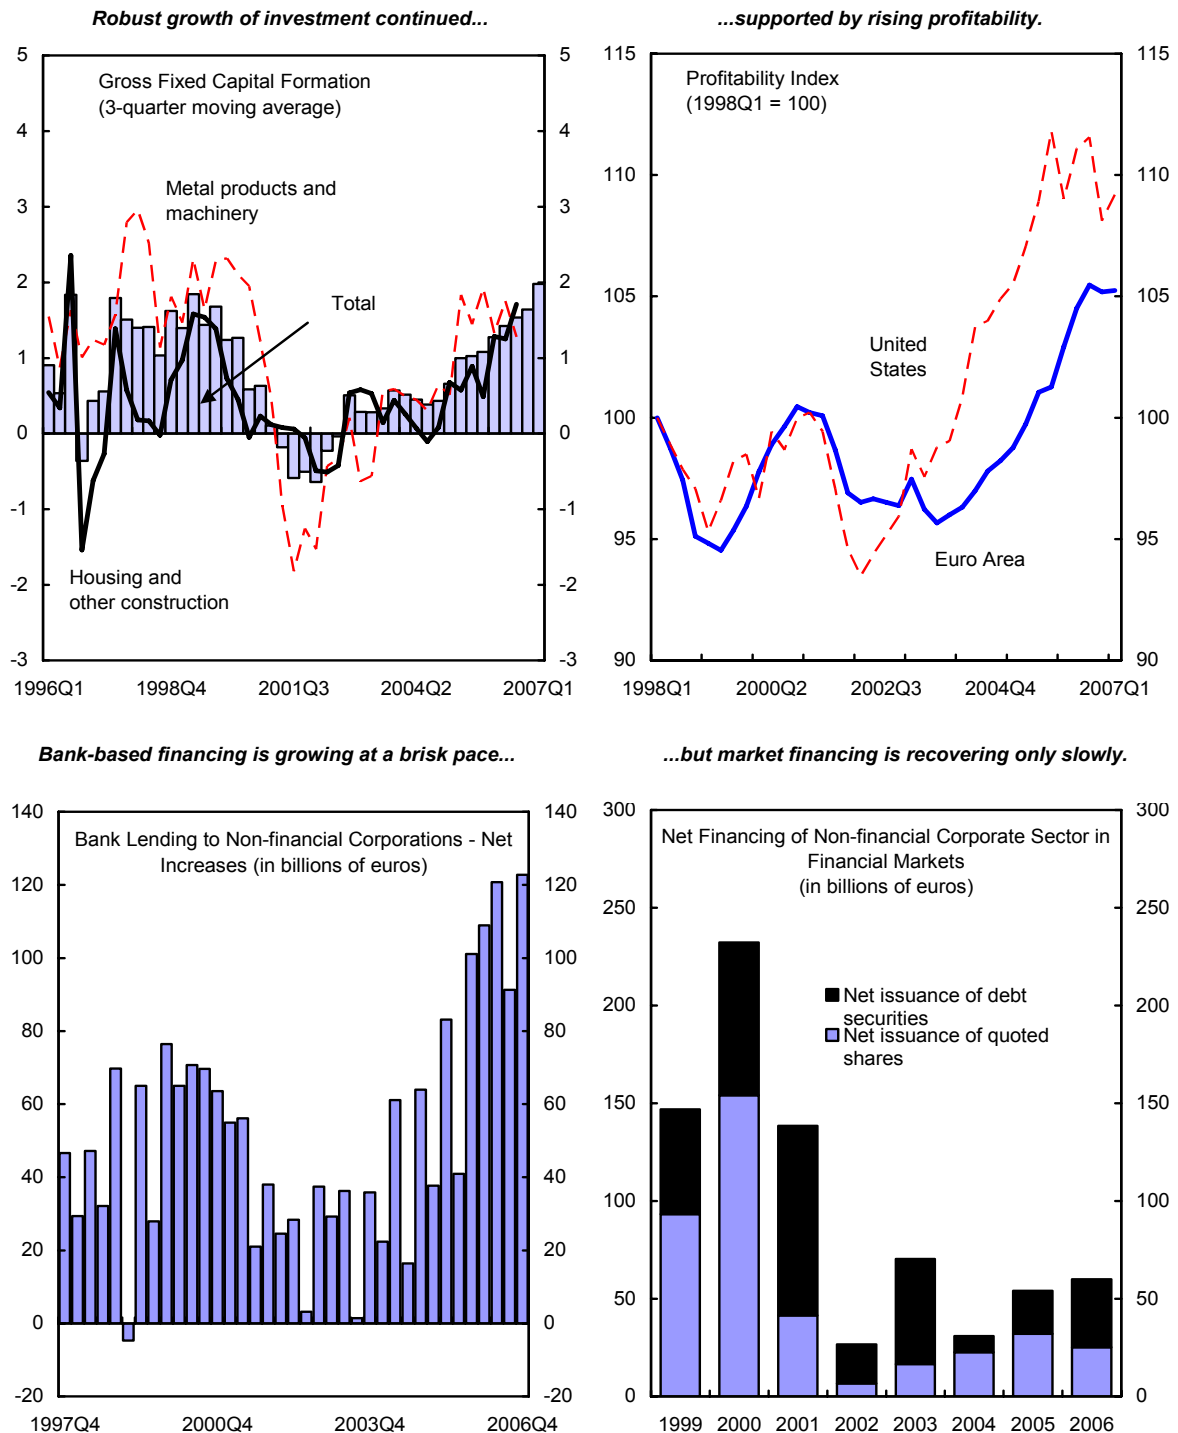 Robust growth of investment continued...
...supported by rising profitability.
5
4
3
2
1
0
-1
-2
-3
5
4
3
2
1
0
-1
-2
-3
Gross Fixed Capital Formation
(3-quarter moving average)
Metal products and
machinery
Total
Housing and
other construction
1996Q1 1998Q4 2001Q3 2004Q2 2007Q1
115
110
105
100
95
90
115
110
105
100
95
90
Profitability Index
(1998Q1 = 100)
United
States
Euro Area
1998Q1 2000Q2 2002Q3 2004Q4 2007Q1
Bank-based financing is growing at a brisk pace...
...but market financing is recovering only slowly.
140
120
100
80
60
40
20
0
-20
140
120
100
80
60
40
20
0
-20
Bank Lending to Non-financial Corporations - Net
Increases (in billions of euros)
1997Q4 2000Q4 2003Q4 2006Q4
300
250
200
150
100
50
0
300
250
200
150
100
50
0
Net Financing of Non-financial Corporate Sector in
Financial Markets
(in billions of euros)
Net issuance of debt
securities
Net issuance of quoted
shares
1999 2000 2001 2002 2003 2004 2005 2006